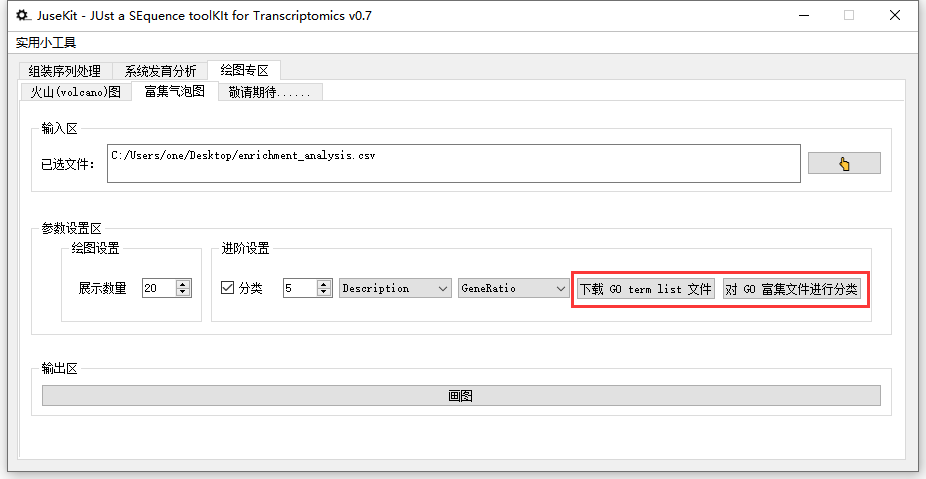 JuseKit - JUst a SEquence toolKIt for Transcriptomics v0.7
实用小工具
组装序列处理 系统发育分析 绘图专区
火山(volcano)图 富集气泡图 敬请期待......
输入区
已选文件: C:/Users/one/Desktop/enrichment_analysis.csv
参数设置区
绘图设置 进阶设置
展示数量 20 分类 5 Description GeneRatio 下载 GO term list 文件 对 GO 富集文件进行分类
输出区
画图